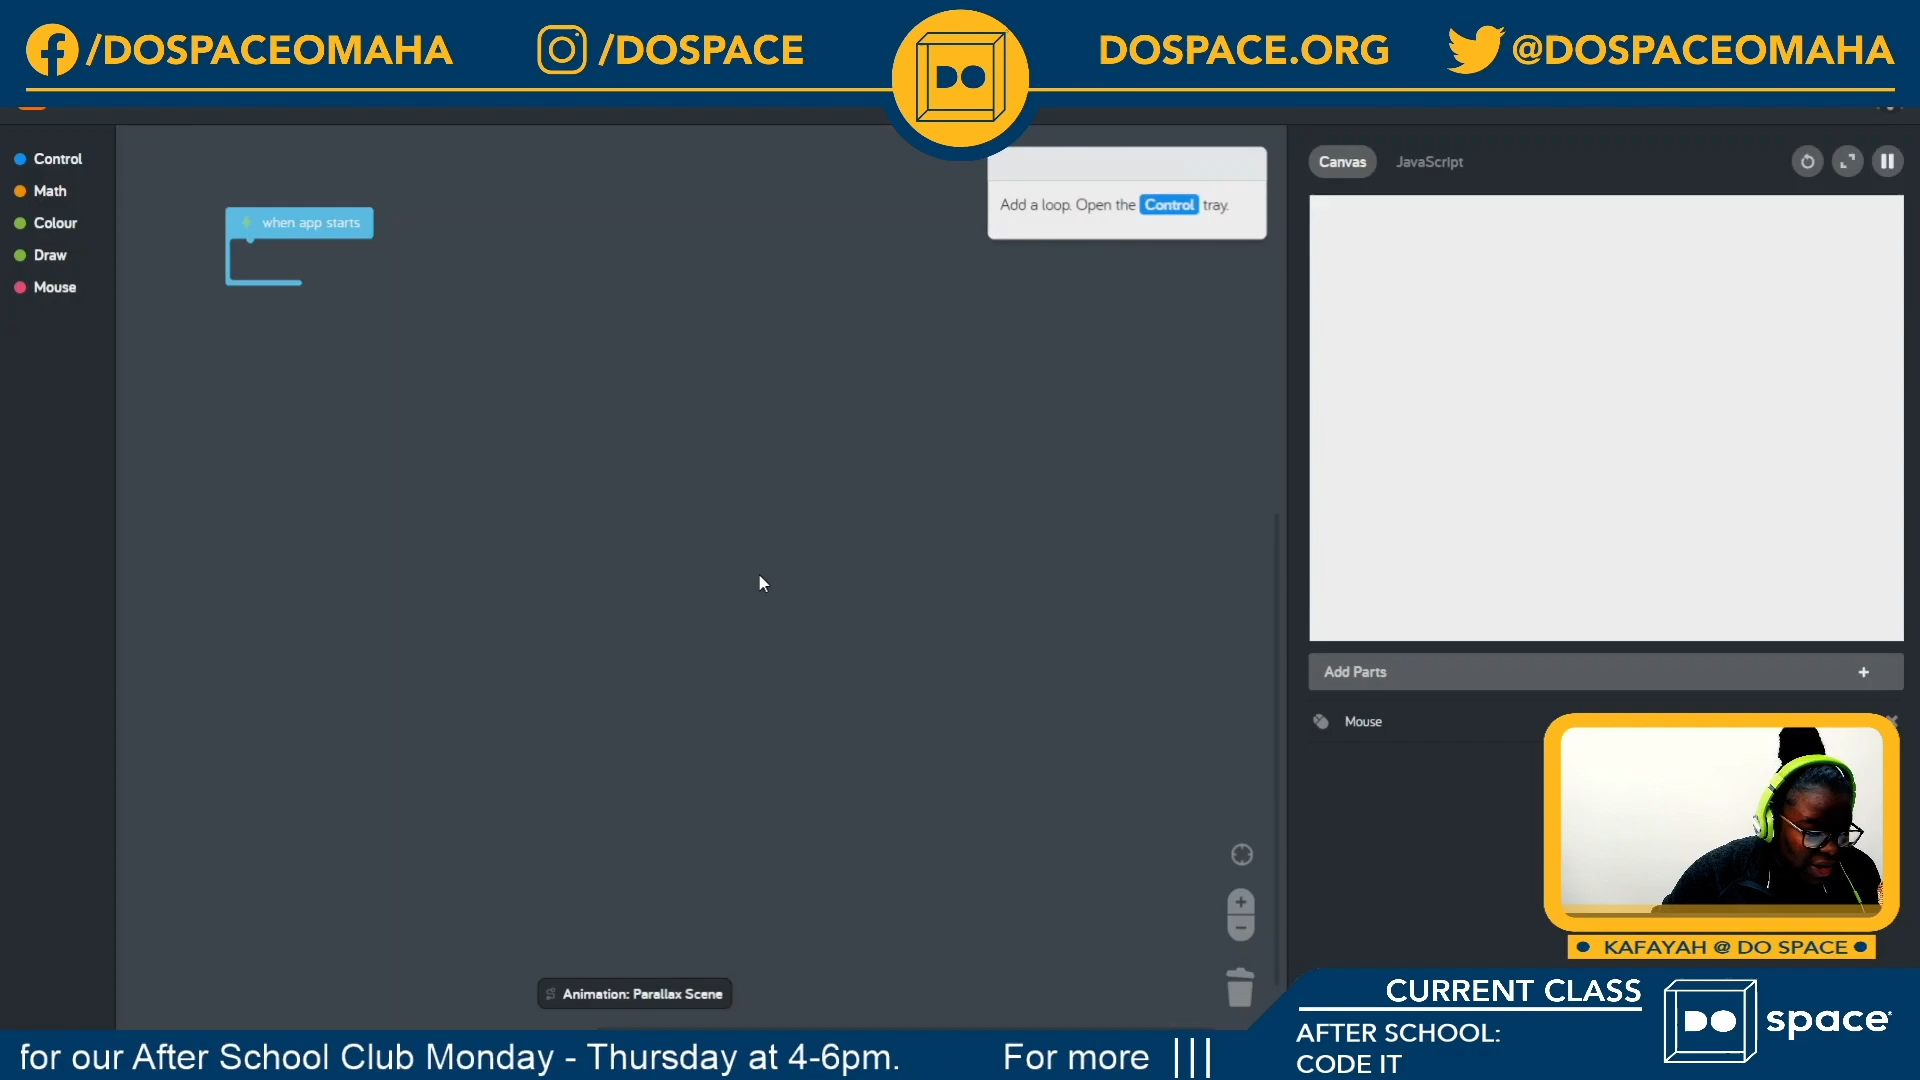 /DOSPACEOMAHA
/DOSPACE
DO
DOSPACE.ORG
@DOSPACEOMAHA
Control
Math
Colour
Draw
Mouse
when app starts
Add a loop. Open the Control tray.
Canvas
JavaScript
Add Parts
+
Mouse
+
−
Animation: Parallax Scene
KAFAYAH @ DO SPACE
CURRENT CLASS
AFTER SCHOOL:
CODE IT
DO space
for our After School Club Monday - Thursday at 4-6pm. For more |||